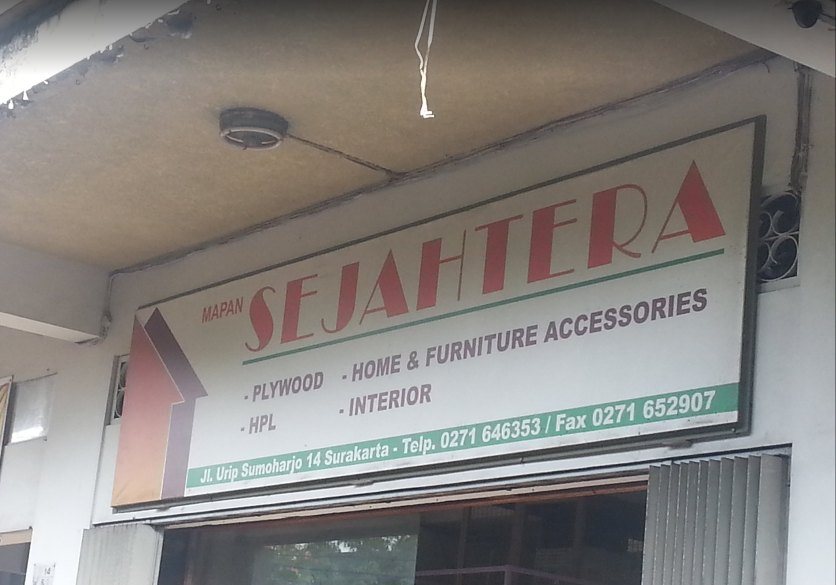 MAPAN SEJAHTERA
- PLYWOOD - HOME & FURNITURE ACCESSORIES
- HPL - INTERIOR
Jl. Urip Sumoharjo 14 Surakarta - Telp. 0271 646353 / Fax 0271 652907
14